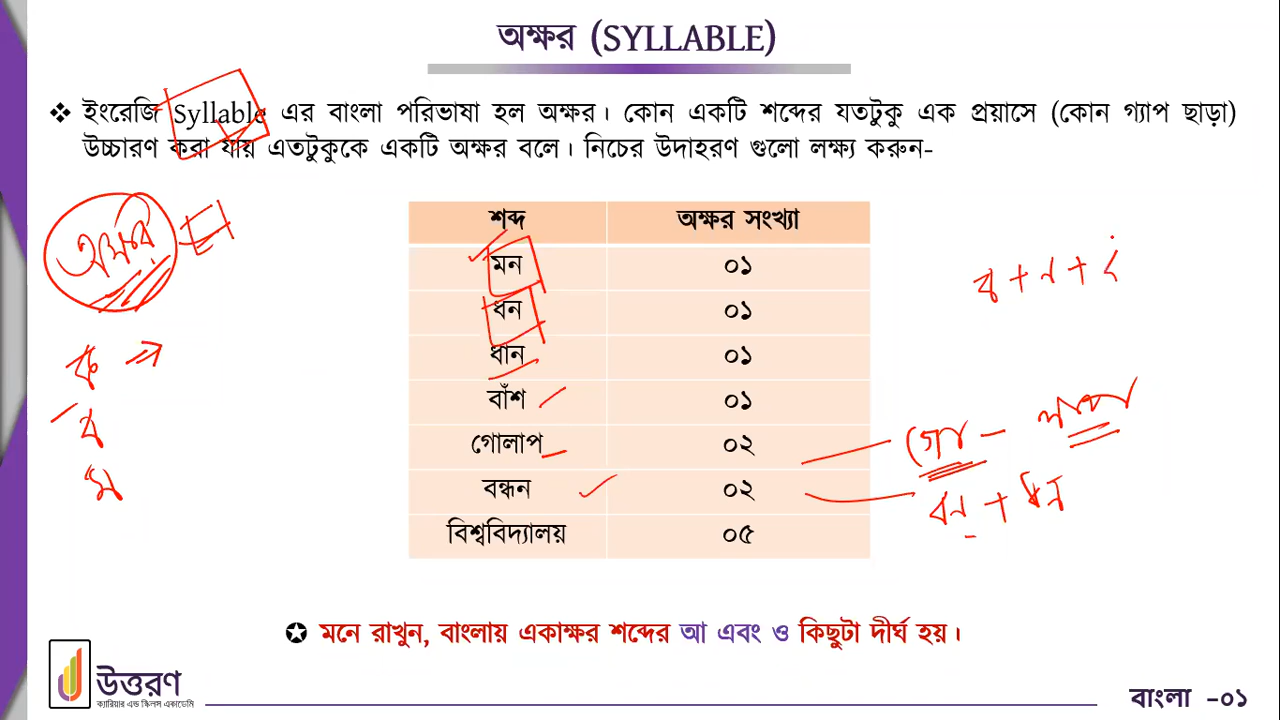 অক্ষর (SYLLABLE)
❖ ইংরেজি Syllable এর বাংলা পরিভাষা হল অক্ষর। কোন একটি শব্দের যতটুকু এক প্রয়াসে (কোন গ্যাপ ছাড়া)
উচ্চারণ করা যায় এতটুকুকে একটি অক্ষর বলে। নিচের উদাহরণ গুলো লক্ষ্য করুন-
শব্দ অক্ষর সংখ্যা
মন ০১
ধন ০১
ধান ০১
বাঁশ ০১
গোলাপ ০২
বন্ধন ০২
বিশ্ববিদ্যালয় ০৫
ক
ব
ম
গো - লাপ
বন + ধন
মনে রাখুন, বাংলায় একাক্ষর শব্দের আ এবং ও কিছুটা দীর্ঘ হয়।
উত্তরণ
ক্যারিয়ার এন্ড স্কিলস একাডেমি
বাংলা -০১